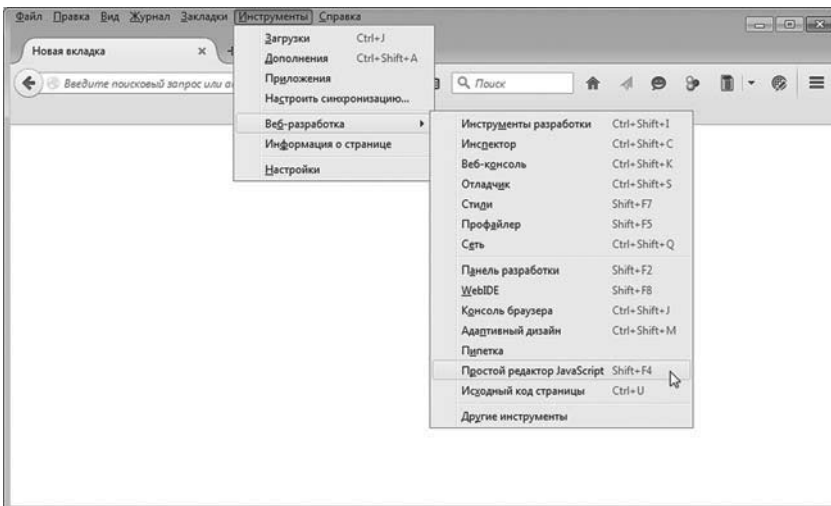 Файл Правка Вид Журнал Закладки Инструменты Справка
Новая вкладка
Введите поисковый запрос или
Поиск
Загрузки Ctrl+J
Дополнения Ctrl+Shift+A
Приложения
Настроить синхронизацию...
Веб-разработка
Информация о странице
Настройки
Инструменты разработки Ctrl+Shift+I
Инспектор Ctrl+Shift+C
Веб-консоль Ctrl+Shift+K
Отладчик Ctrl+Shift+S
Стили Shift+F7
Профайлер Shift+F5
Сеть Ctrl+Shift+Q
Панель разработки Shift+F2
WebIDE Shift+F8
Консоль браузера Ctrl+Shift+J
Адаптивный дизайн Ctrl+Shift+M
Пипетка
Простой редактор JavaScript Shift+F4
Исходный код страницы Ctrl+U
Другие инструменты